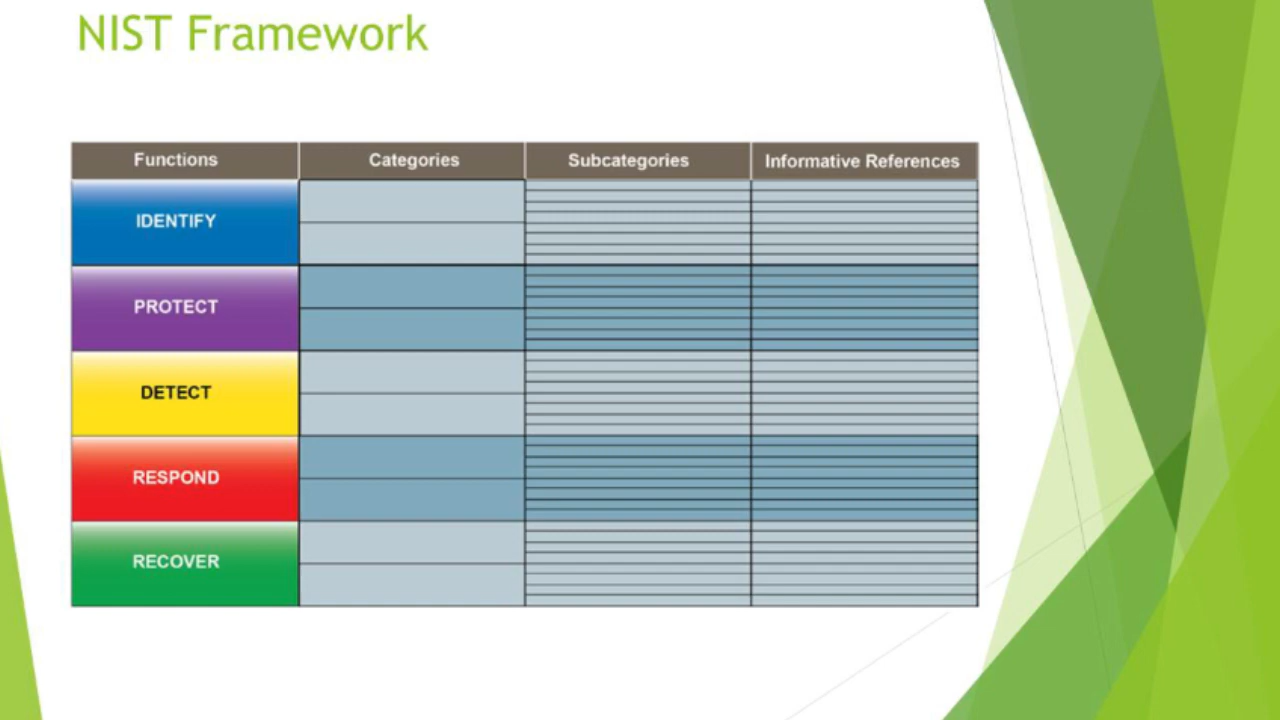 NIST Framework
Functions Categories Subcategories Informative References
IDENTIFY
PROTECT
DETECT
RESPOND
RECOVER